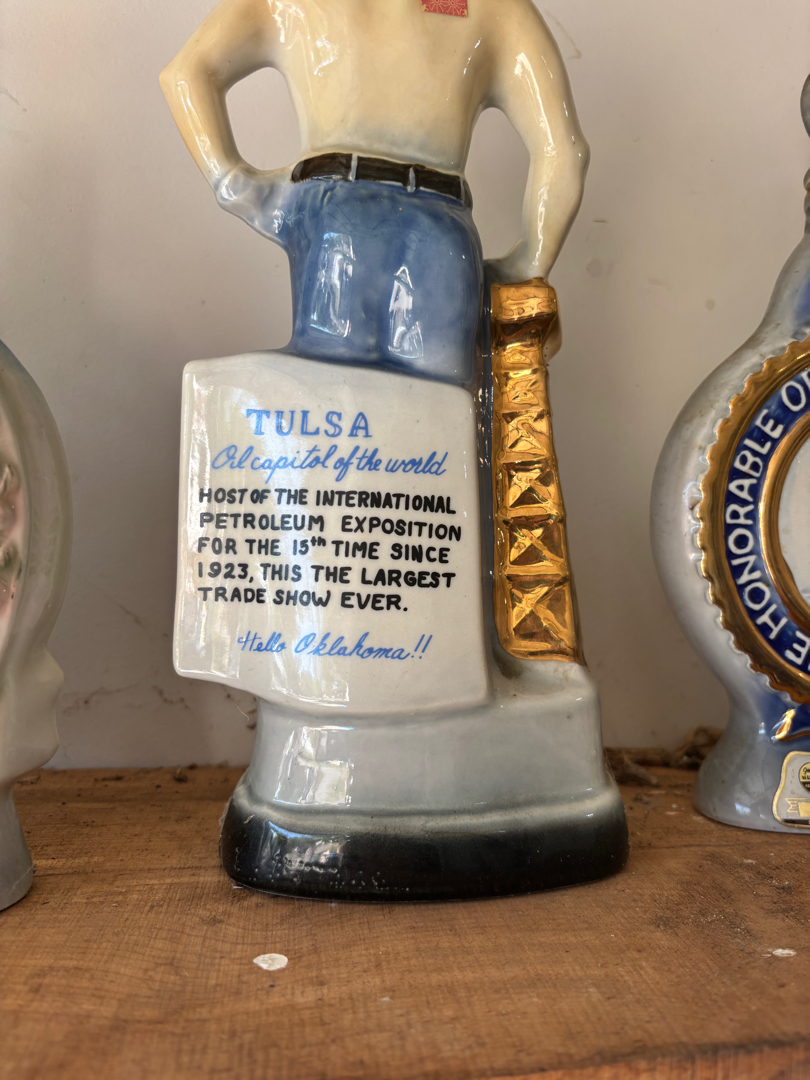 TULSA
Oil capitol of the world
HOST OF THE INTERNATIONAL
PETROLEUM EXPOSITION
FOR THE 15th TIME SINCE
1923, THIS THE LARGEST
TRADE SHOW EVER.
Hello Oklahoma!!
HONORABLE